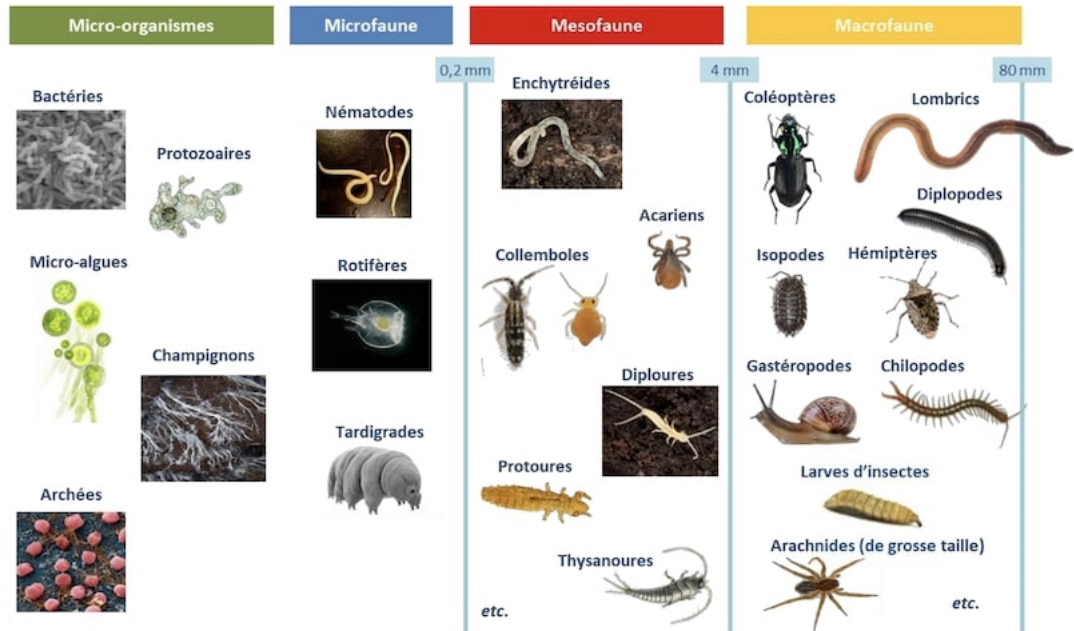 Micro-organismes
Microfaune
Mesofaune
Macrofaune
0,2 mm
4 mm
80 mm
Bactéries
Protozoaires
Micro-algues
Champignons
Archées
Nématodes
Rotifères
Tardigrades
Enchytréides
Acariens
Collemboles
Diploures
Protoures
Thysanoures
etc.
Coléoptères
Lombrics
Diplopodes
Isopodes
Hémiptères
Gastéropodes
Chilopodes
Larves d’insectes
Arachnides (de grosse taille)
etc.